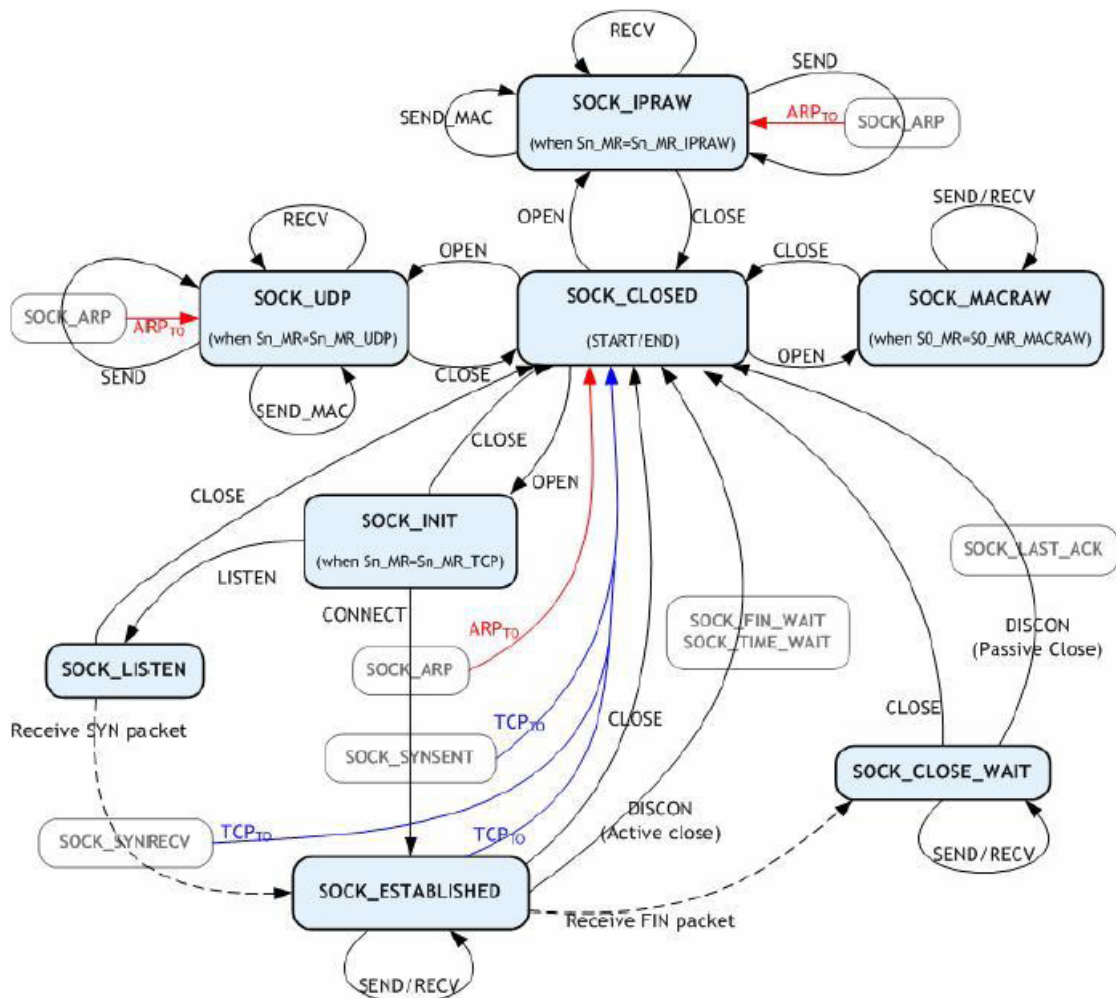 RECV
SEND
SOCK_IPRAW
SEND_MAC
(when Sn_MR=Sn_MR_IPRAW)
ARPTO
SOCK_ARP
OPEN
CLOSE
SEND/RECV
RECV
OPEN
CLOSE
SOCK_UDP
SOCK_CLOSED
SOCK_MACRAW
SOCK_ARP
ARPTO
(when Sn_MR=Sn_MR_UDP)
(START/END)
(when S0_MR=S0_MR_MACRAW)
SEND
CLOSE
OPEN
SEND_MAC
CLOSE
CLOSE
OPEN
SOCK_INIT
(when Sn_MR=Sn_MR_TCP)
SOCK_LAST_ACK
LISTEN
CONNECT
ARPTO
SOCK_FIN_WAIT
SOCK_TIME_WAIT
DISCON
(Passive Close)
SOCK_LISTEN
SOCK_ARP
CLOSE
Receive SYN packet
TCPTO
CLOSE
SOCK_SYNSENT
SOCK_CLOSE_WAIT
DISCON
(Active close)
SOCK_SYNRECV
TCPTO
TCPTO
SEND/RECV
SOCK_ESTABLISHED
Receive FIN packet
SEND/RECV